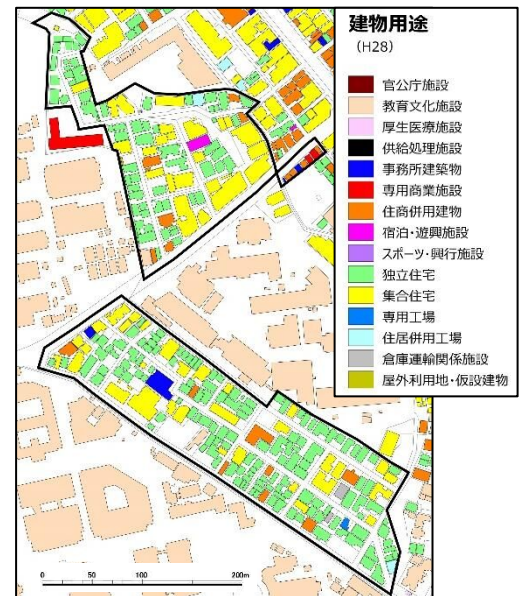 建物用途
(H28)
官公庁施設
教育文化施設
厚生医療施設
供給処理施設
事務所建築物
専用商業施設
住商併用建物
宿泊・遊興施設
スポーツ・興行施設
独立住宅
集合住宅
専用工場
住居併用工場
倉庫運輸関係施設
屋外利用地・仮設建物
0 50 100 200m